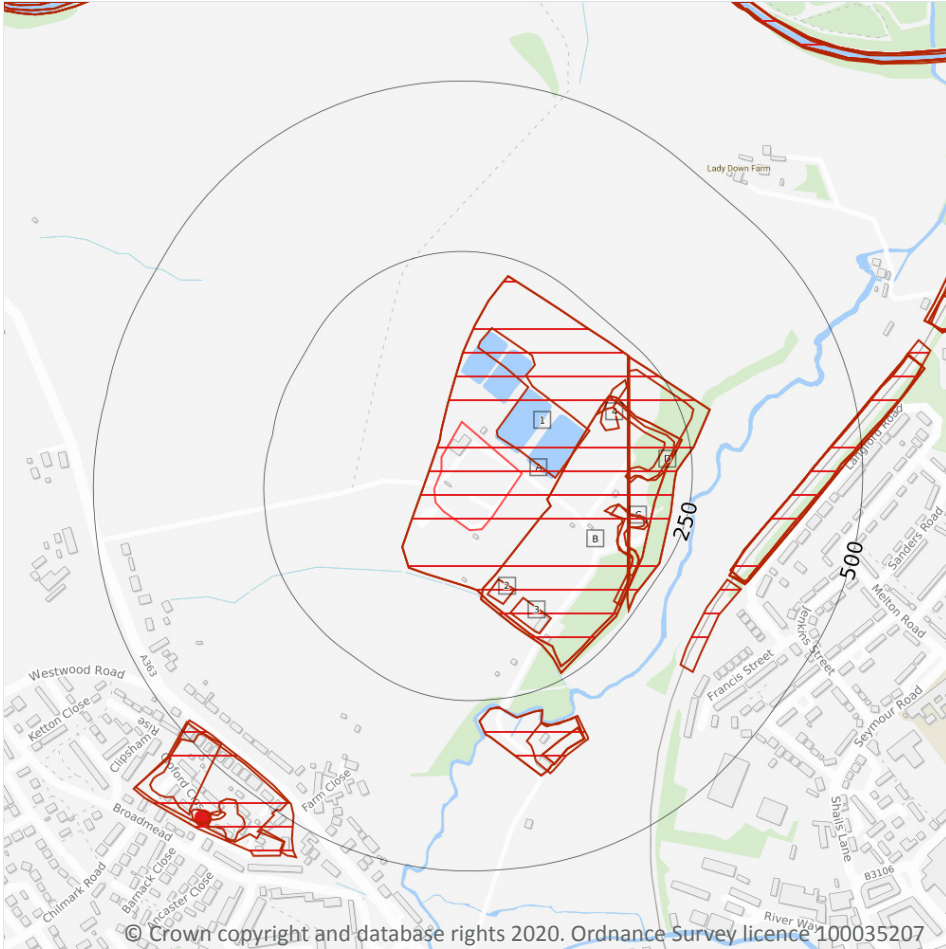 Lady Down Farm
1
4
A
D
C
B
250
500
2
3
Langford Road
Sanders Road
Melton Road
Jenkins Street
Francis Street
Seymour Road
Westwood Road
A363
Ketton Close
Clipsham Rise
Farm Close
Broadmead
Barnack Close
Ancaster Close
Chilmark Road
Shails Lane
B3106
River Way
© Crown copyright and database rights 2020. Ordnance Survey licence 100035207